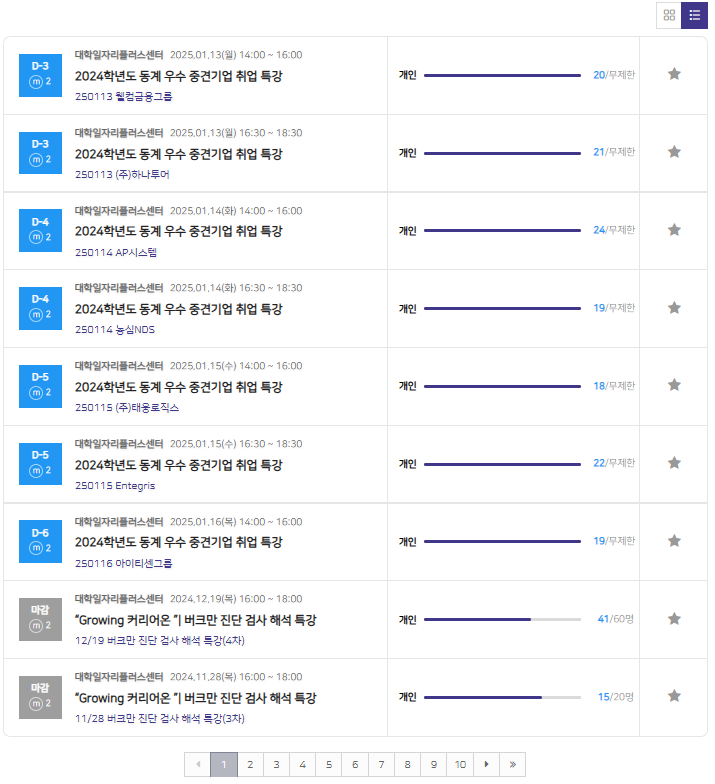 D-3
ⓜ 2
대학일자리플러스센터 2025.01.13(월) 14:00 ~ 16:00
2024학년도 동계 우수 중견기업 취업 특강
250113 웰컴금융그룹
개인 20/무제한
D-3
ⓜ 2
대학일자리플러스센터 2025.01.13(월) 16:30 ~ 18:30
2024학년도 동계 우수 중견기업 취업 특강
250113 (주)하나투어
개인 21/무제한
D-4
ⓜ 2
대학일자리플러스센터 2025.01.14(화) 14:00 ~ 16:00
2024학년도 동계 우수 중견기업 취업 특강
250114 AP시스템
개인 24/무제한
D-4
ⓜ 2
대학일자리플러스센터 2025.01.14(화) 16:30 ~ 18:30
2024학년도 동계 우수 중견기업 취업 특강
250114 농심NDS
개인 19/무제한
D-5
ⓜ 2
대학일자리플러스센터 2025.01.15(수) 14:00 ~ 16:00
2024학년도 동계 우수 중견기업 취업 특강
250115 (주)태웅로직스
개인 18/무제한
D-5
ⓜ 2
대학일자리플러스센터 2025.01.15(수) 16:30 ~ 18:30
2024학년도 동계 우수 중견기업 취업 특강
250115 Entegris
개인 22/무제한
D-6
ⓜ 2
대학일자리플러스센터 2025.01.16(목) 14:00 ~ 16:00
2024학년도 동계 우수 중견기업 취업 특강
250116 아이티센그룹
개인 19/무제한
마감
ⓜ 2
대학일자리플러스센터 2024.12.19(목) 16:00 ~ 18:00
“Growing 커리어온 ”| 버크만 진단 검사 해석 특강
12/19 버크만 진단 검사 해석 특강(4차)
개인 41/60명
마감
ⓜ 2
대학일자리플러스센터 2024.11.28(목) 16:00 ~ 18:00
“Growing 커리어온 ”| 버크만 진단 검사 해석 특강
11/28 버크만 진단 검사 해석 특강(3차)
개인 15/20명
1 2 3 4 5 6 7 8 9 10 »